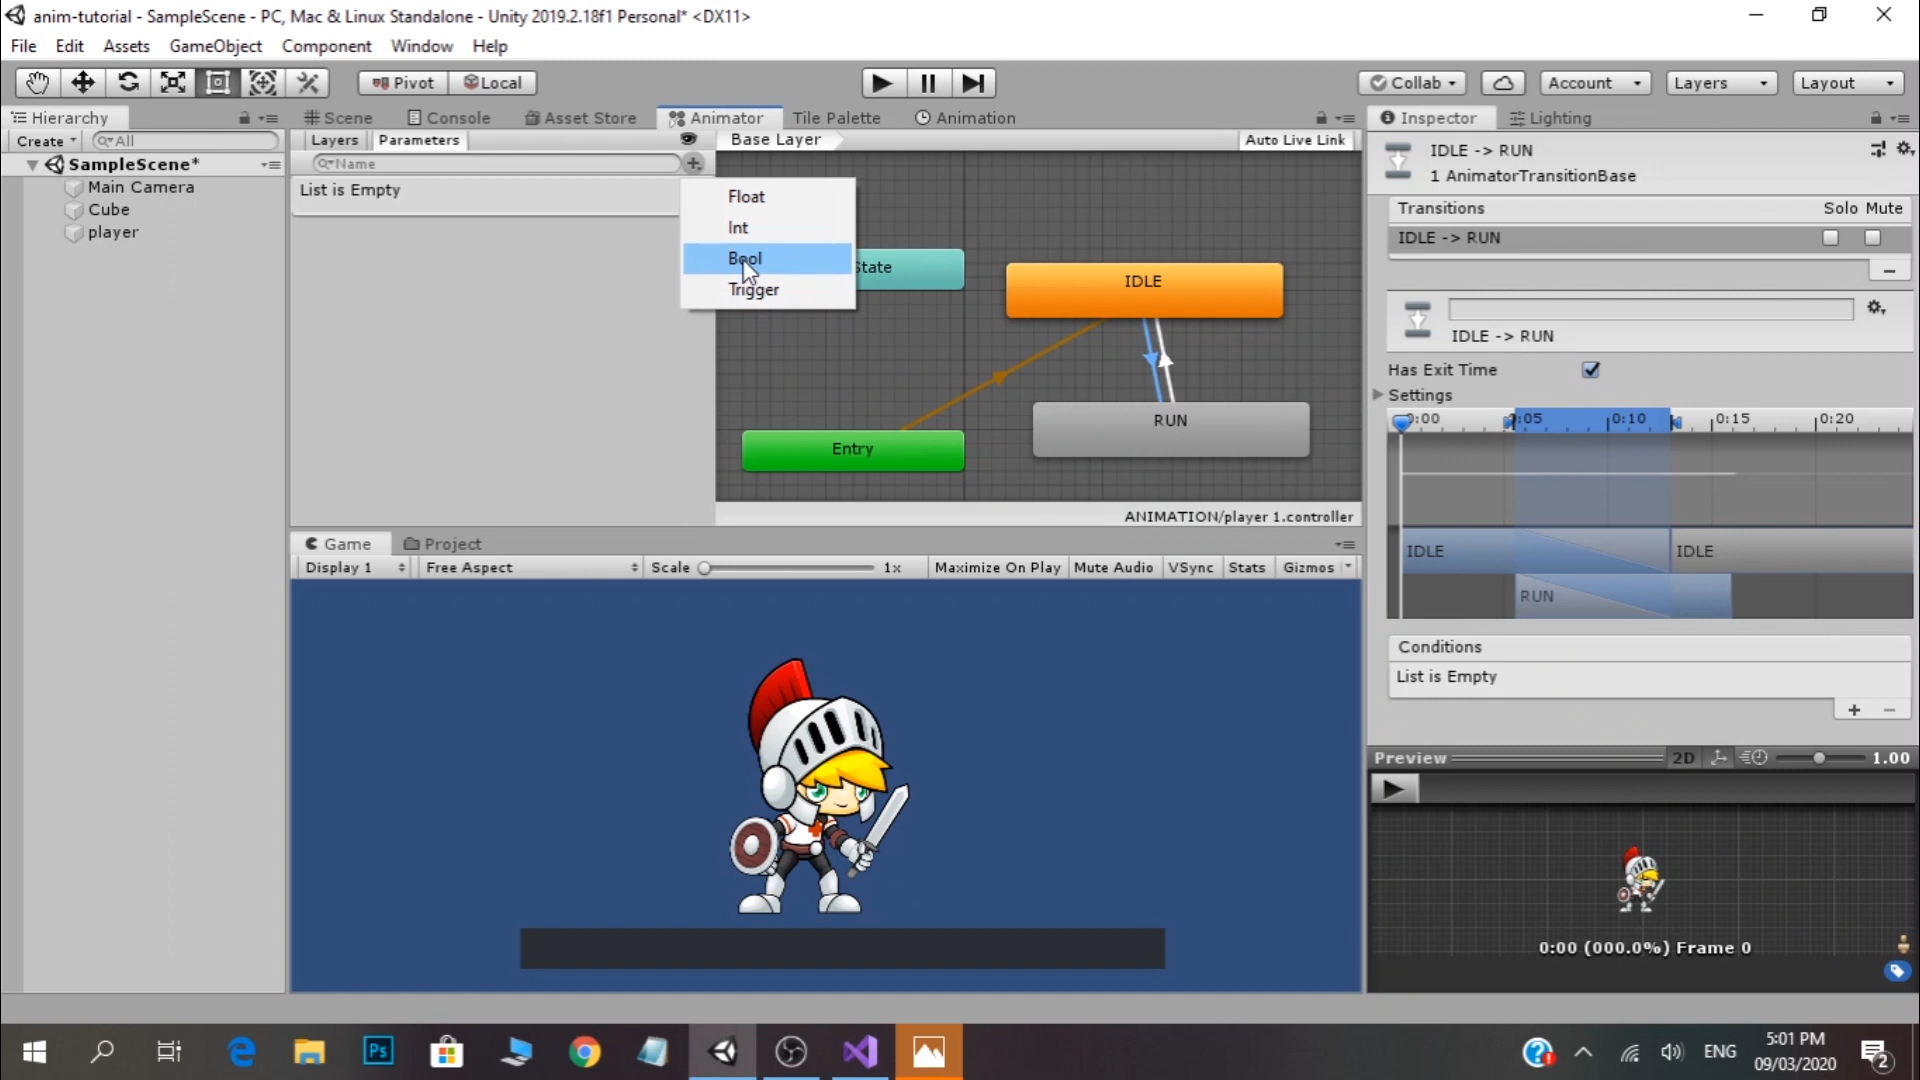 anim-tutorial - SampleScene - PC, Mac & Linux Standalone - Unity 2019.2.18f1 Personal* <DX11>
File Edit Assets GameObject Component Window Help
Pivot Local Collab Account Layers Layout
Hierarchy Scene Console Asset Store Animator Tile Palette Animation Inspector Lighting
Create All Layers Parameters Base Layer Auto Live Link
Name
SampleScene*
Main Camera
Cube
player
List is Empty
Float
Int
Bool
Trigger
State
IDLE
RUN
Entry
ANIMATION/player 1.controller
IDLE -> RUN
1 AnimatorTransitionBase
Transitions Solo Mute
IDLE -> RUN
IDLE -> RUN
Has Exit Time
Settings
0:05 0:10 0:15 0:20
IDLE IDLE
RUN
Conditions
List is Empty
+ −
Game Project
Display 1 Free Aspect Scale 1x Maximize On Play Mute Audio VSync Stats Gizmos
Preview 2D 1.00
0:00 (000.0%) Frame 0
Ps
ENG
5:01 PM
09/03/2020
2